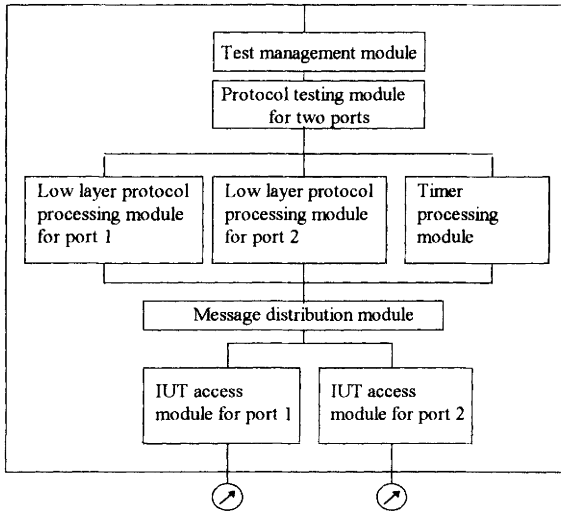 Test management module
Protocol testing module
for two ports
Low layer protocol
processing module
for port 1
Low layer protocol
processing module
for port 2
Timer
processing
module
Message distribution module
IUT access
module for port 1
IUT access
module for port 2